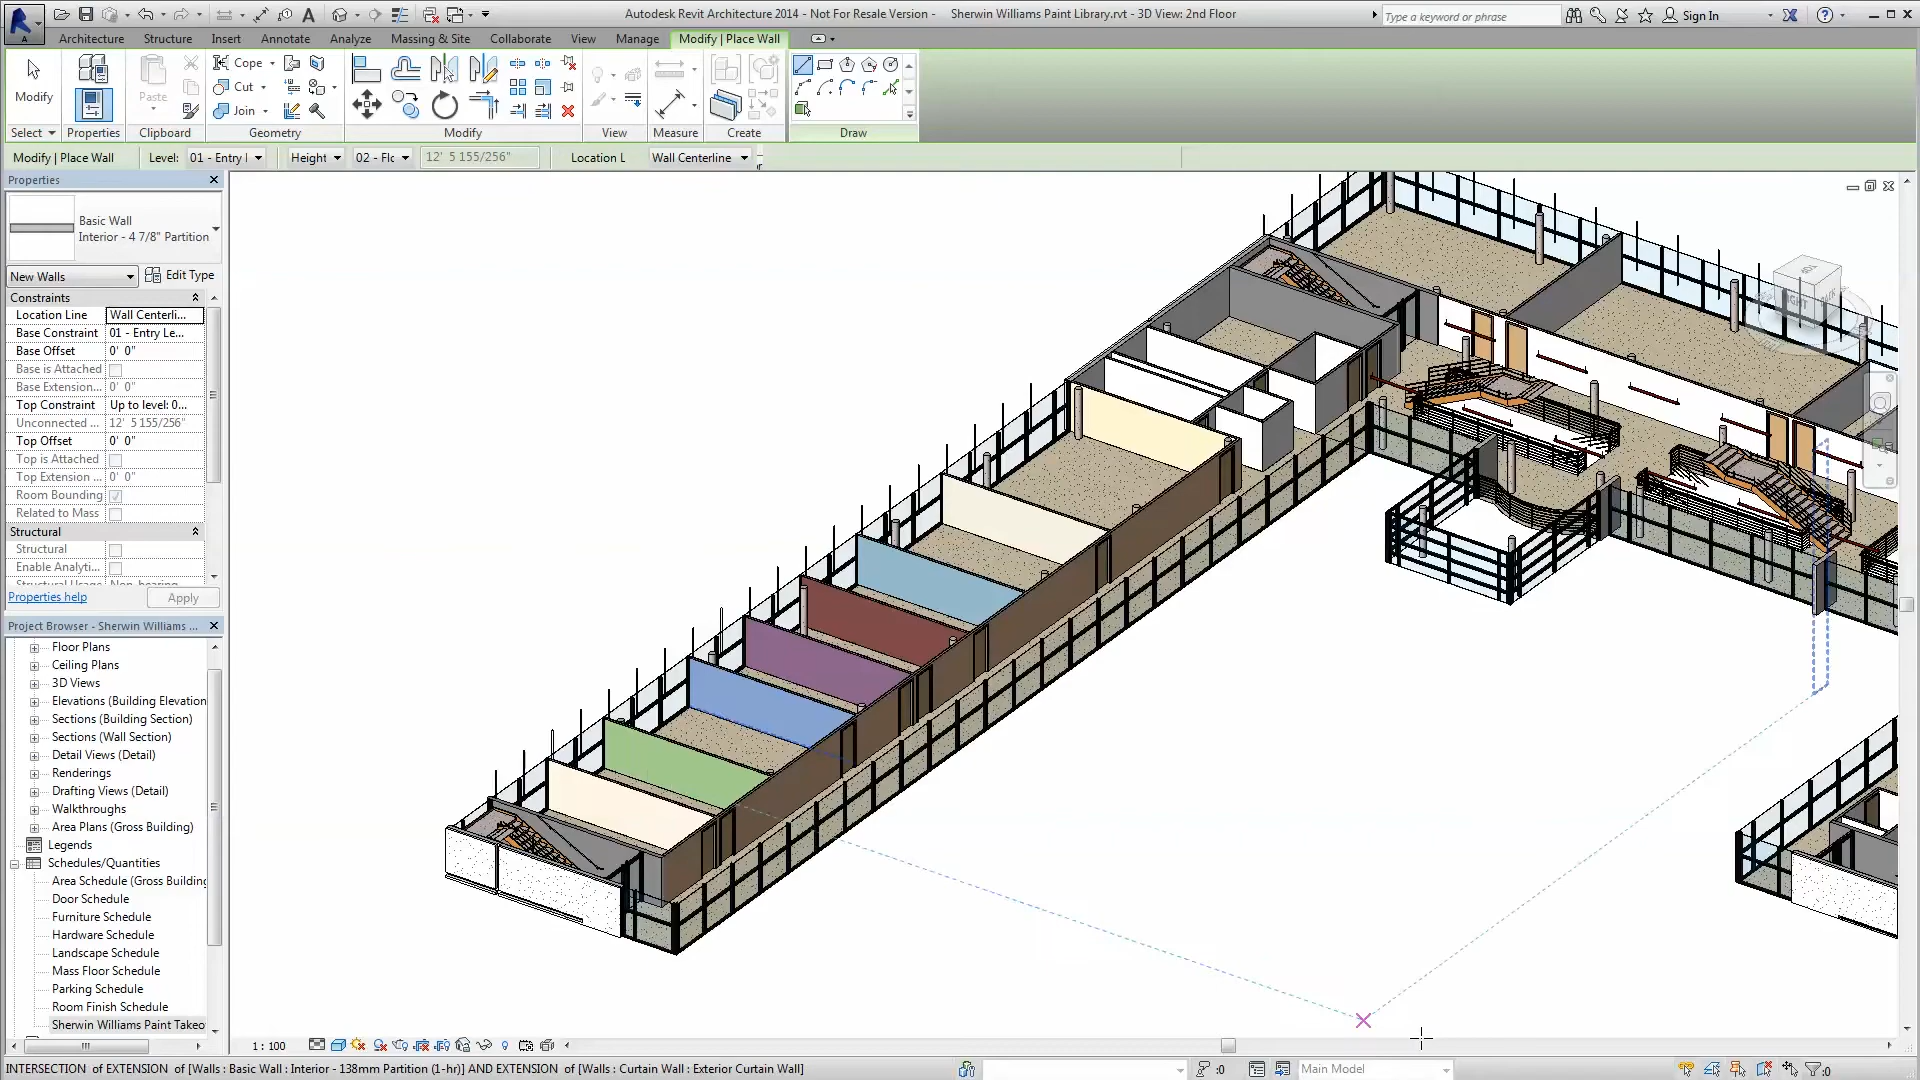 Autodesk Revit Architecture 2014 - Not For Resale Version - Sherwin Williams Paint Library.rvt - 3D View: 2nd Floor
Type a keyword or phrase
Sign In
Architecture Structure Insert Annotate Analyze Massing & Site Collaborate View Manage Modify | Place Wall
Modify
Paste
Cope
Cut
Join
Select Properties Clipboard Geometry Modify View Measure Create Draw
Modify | Place Wall Level: 01 - Entry l Height 02 - Flc 12' 5 155/256" Location L Wall Centerline
Properties
Basic Wall
Interior - 4 7/8" Partition
New Walls Edit Type
Constraints
Location Line Wall Centerli...
Base Constraint 01 - Entry Le...
Base Offset 0' 0"
Base is Attached
Base Extension... 0' 0"
Top Constraint Up to level: 0...
Unconnected ... 12' 5 155/256"
Top Offset 0' 0"
Top is Attached
Top Extension ... 0' 0"
Room Bounding
Related to Mass
Structural
Structural
Enable Analyti...
Structural Usage Non-bearing
Properties help Apply
Project Browser - Sherwin Williams ...
Floor Plans
Ceiling Plans
3D Views
Elevations (Building Elevation
Sections (Building Section)
Sections (Wall Section)
Detail Views (Detail)
Renderings
Drafting Views (Detail)
Walkthroughs
Area Plans (Gross Building)
Legends
Schedules/Quantities
Area Schedule (Gross Building
Door Schedule
Furniture Schedule
Hardware Schedule
Landscape Schedule
Mass Floor Schedule
Parking Schedule
Room Finish Schedule
Sherwin Williams Paint Takeo
1 : 100
INTERSECTION of EXTENSION of [Walls : Basic Wall : Interior - 138mm Partition (1-hr)] AND EXTENSION of [Walls : Curtain Wall : Exterior Curtain Wall]
:0
Main Model
:0